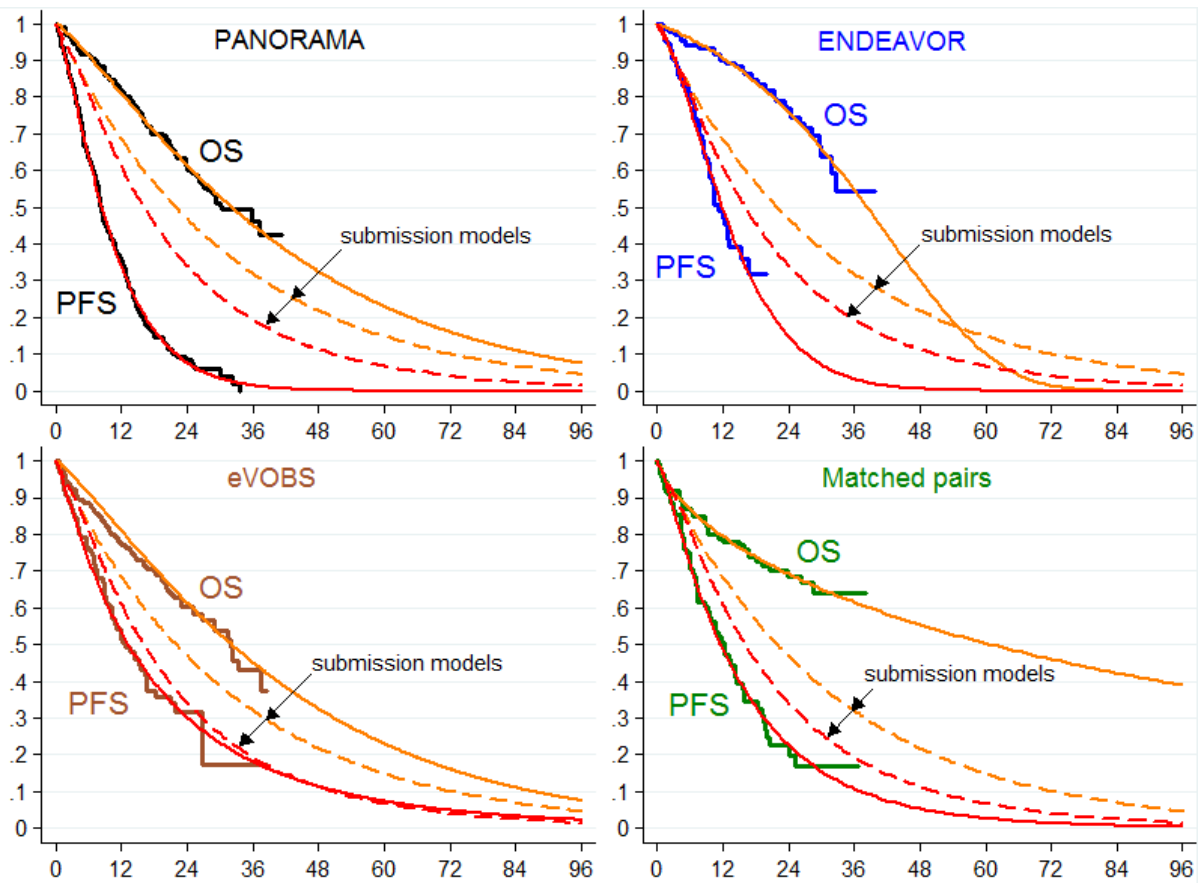 PANORAMA
1
.9
.8
.7
.6
.5
.4
.3
.2
.1
0
OS
submission models
PFS
0 12 24 36 48 60 72 84 96
ENDEAVOR
1
.9
.8
.7
.6
.5
.4
.3
.2
.1
0
OS
submission models
PFS
0 12 24 36 48 60 72 84 96
eVOBS
1
.9
.8
.7
.6
.5
.4
.3
.2
.1
0
OS
submission models
PFS
0 12 24 36 48 60 72 84 96
Matched pairs
1
.9
.8
.7
.6
.5
.4
.3
.2
.1
0
OS
submission models
PFS
0 12 24 36 48 60 72 84 96